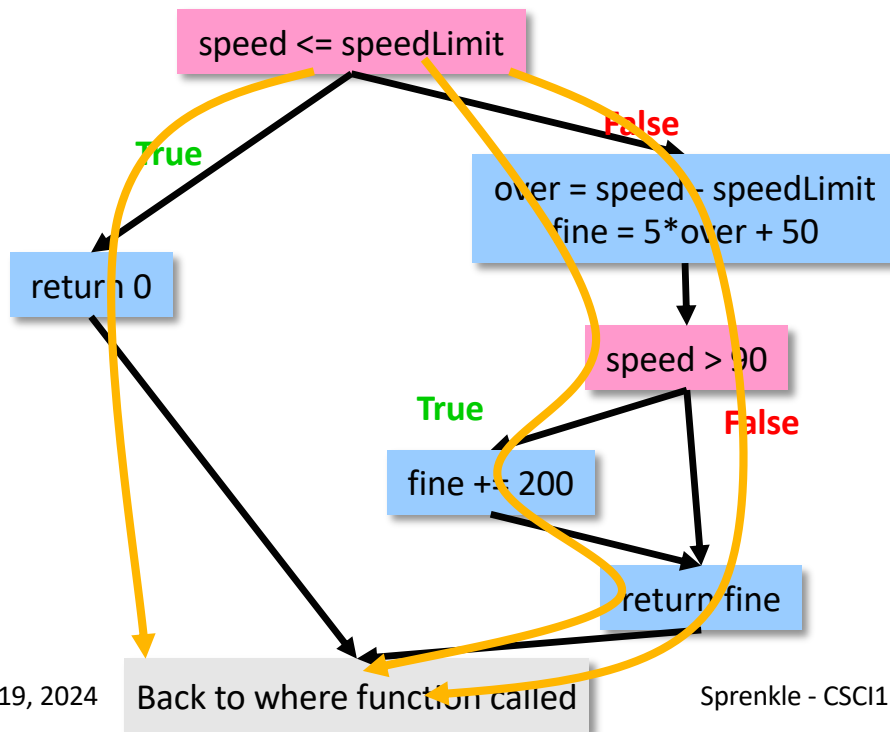 speed <= speedLimit
True
False
over = speed - speedLimit
fine = 5*over + 50
return 0
speed > 90
True
False
fine += 200
return fine
Back to where function called
19, 2024
Sprenkle - CSCI1